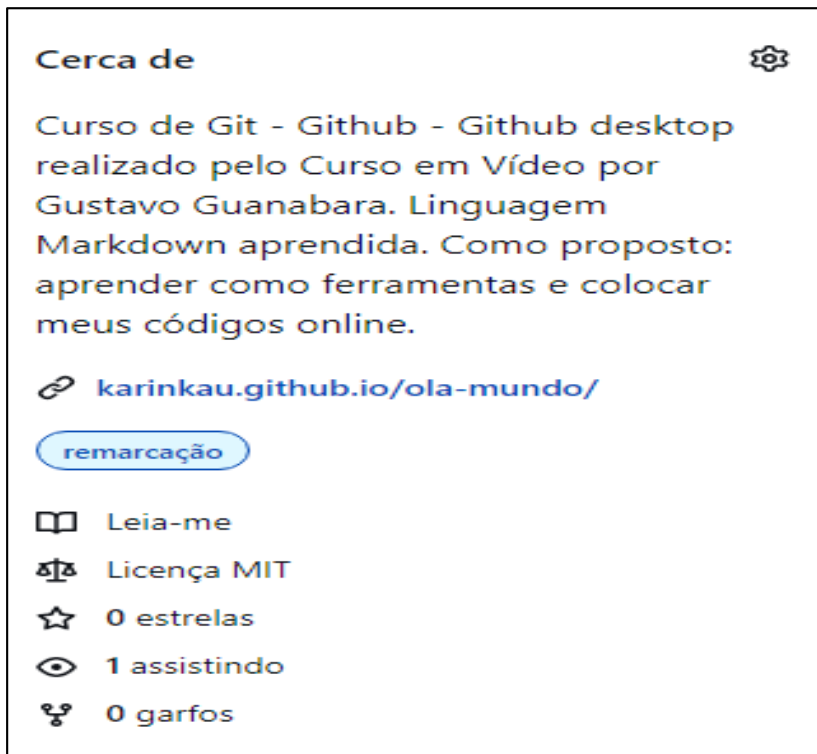 Cerca de
Curso de Git - Github - Github desktop
realizado pelo Curso em Vídeo por
Gustavo Guanabara. Linguagem
Markdown aprendida. Como proposto:
aprender como ferramentas e colocar
meus códigos online.
karinkau.github.io/ola-mundo/
remarcação
Leia-me
Licença MIT
0 estrelas
1 assistindo
0 garfos